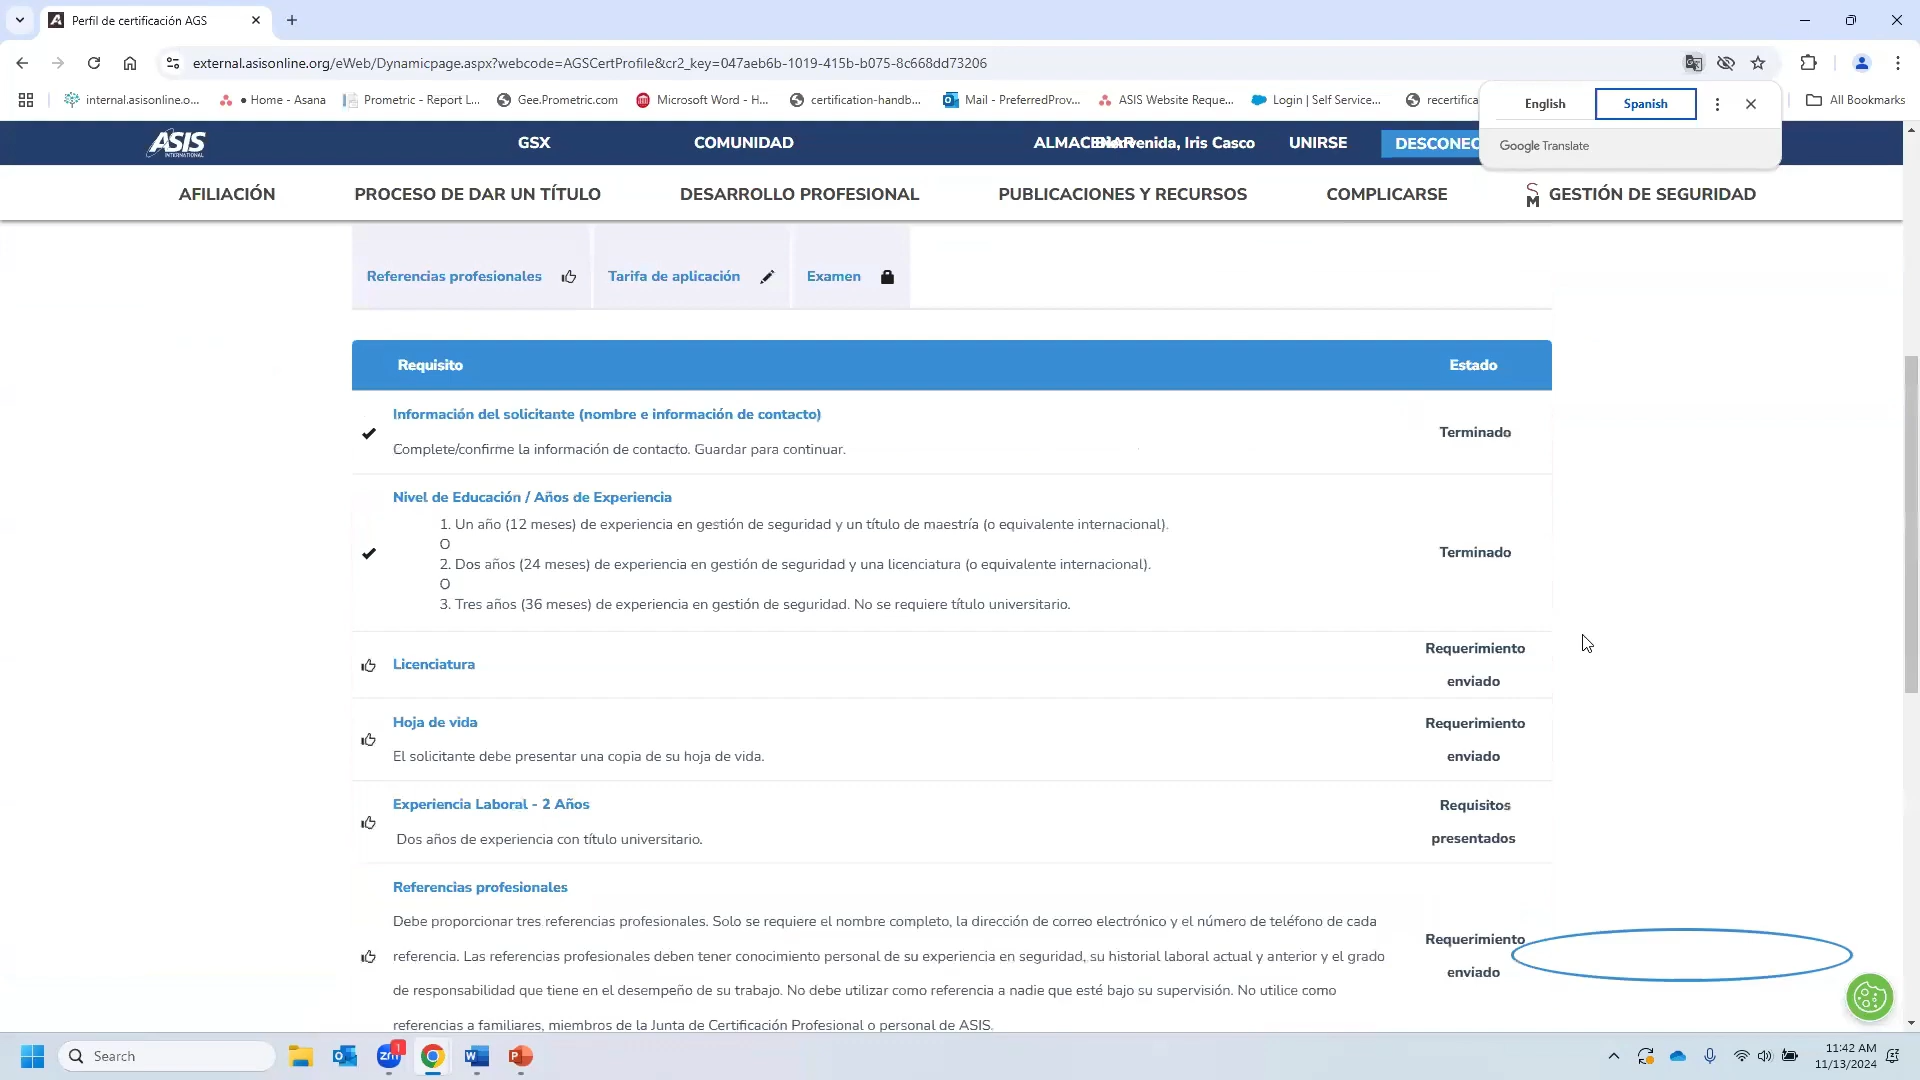 Perfil de certificación AGS
external.asisonline.org/eWeb/Dynamicpage.aspx?webcode=AGSCertProfile&cr2_key=047aeb6b-1019-415b-b075-8c668dd73206
internal.asisonline.o...
• Home - Asana
Prometric - Report L...
Gee.Prometric.com
Microsoft Word - H...
certification-handb...
Mail - PreferredProv...
ASIS Website Reque...
Login | Self Service...
recertifica
All Bookmarks
English
Spanish
Google Translate
ASIS
INTERNATIONAL
GSX
COMUNIDAD
ALMACENAR
Bienvenida, Iris Casco
UNIRSE
DESCONEC
AFILIACIÓN
PROCESO DE DAR UN TÍTULO
DESARROLLO PROFESIONAL
PUBLICACIONES Y RECURSOS
COMPLICARSE
SM GESTIÓN DE SEGURIDAD
Referencias profesionales
Tarifa de aplicación
Examen
Requisito
Estado
Información del solicitante (nombre e información de contacto)
Complete/confirme la información de contacto. Guardar para continuar.
Terminado
Nivel de Educación / Años de Experiencia
1. Un año (12 meses) de experiencia en gestión de seguridad y un título de maestría (o equivalente internacional).
O
2. Dos años (24 meses) de experiencia en gestión de seguridad y una licenciatura (o equivalente internacional).
O
3. Tres años (36 meses) de experiencia en gestión de seguridad. No se requiere título universitario.
Terminado
Licenciatura
Requerimiento
enviado
Hoja de vida
El solicitante debe presentar una copia de su hoja de vida.
Requerimiento
enviado
Experiencia Laboral - 2 Años
Dos años de experiencia con título universitario.
Requisitos
presentados
Referencias profesionales
Debe proporcionar tres referencias profesionales. Solo se requiere el nombre completo, la dirección de correo electrónico y el número de teléfono de cada
referencia. Las referencias profesionales deben tener conocimiento personal de su experiencia en seguridad, su historial laboral actual y anterior y el grado
de responsabilidad que tiene en el desempeño de su trabajo. No debe utilizar como referencia a nadie que esté bajo su supervisión. No utilice como
referencias a familiares, miembros de la Junta de Certificación Profesional o personal de ASIS.
Requerimiento
enviado
Search
zm
1
11:42 AM
11/13/2024